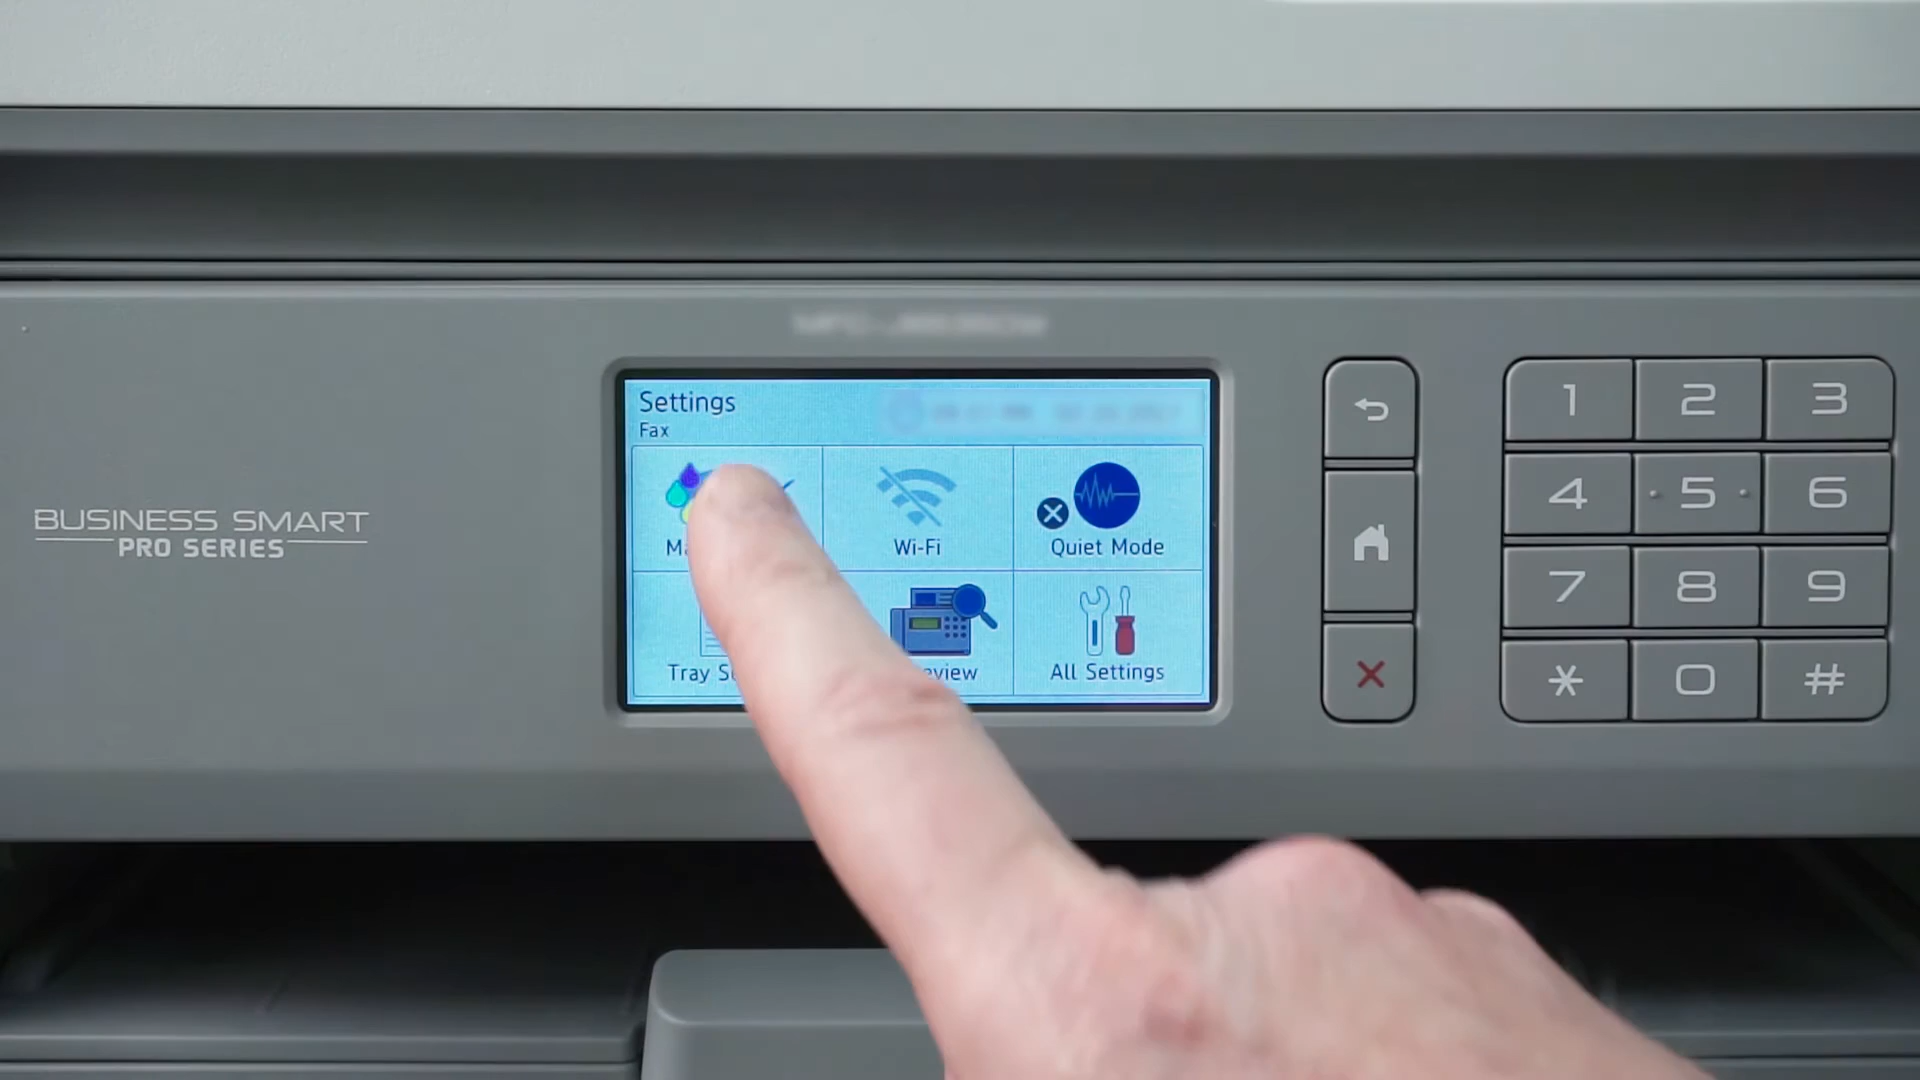 Settings
Fax
Wi-Fi
Quiet Mode
Tray
All Settings
BUSINESS SMART
PRO SERIES
1 2 3
4 5 6
7 8 9
* 0 #